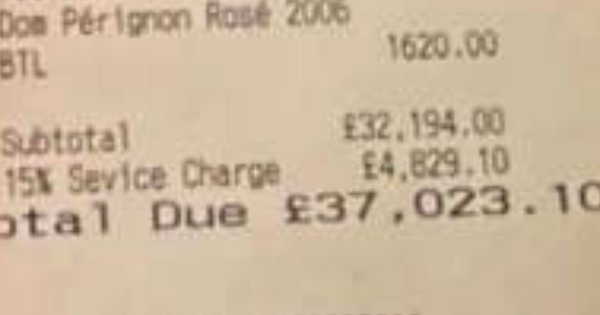 Dom Pérignon Rosé 2006
BTL 1620.00
Subtotal £32,194.00
15% Sevice Charge £4,829.10
otal Due £37,023.10